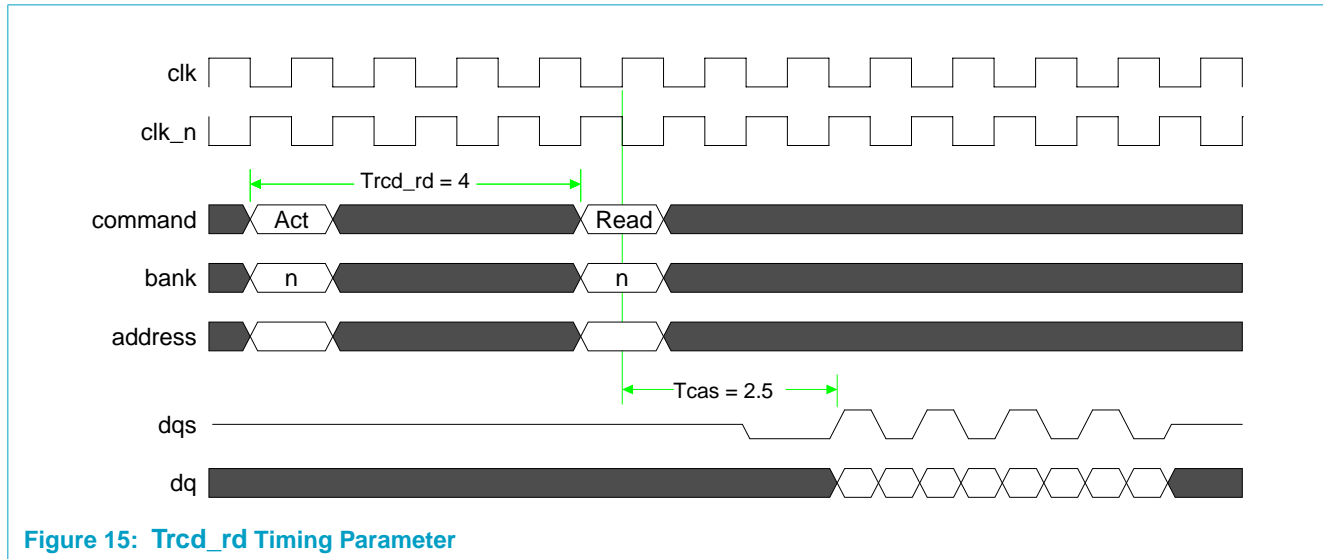 clk
clk_n
Trcd_rd = 4
command Act Read
bank n n
address
Tcas = 2.5
dqs
dq
Figure 15: Trcd_rd Timing Parameter